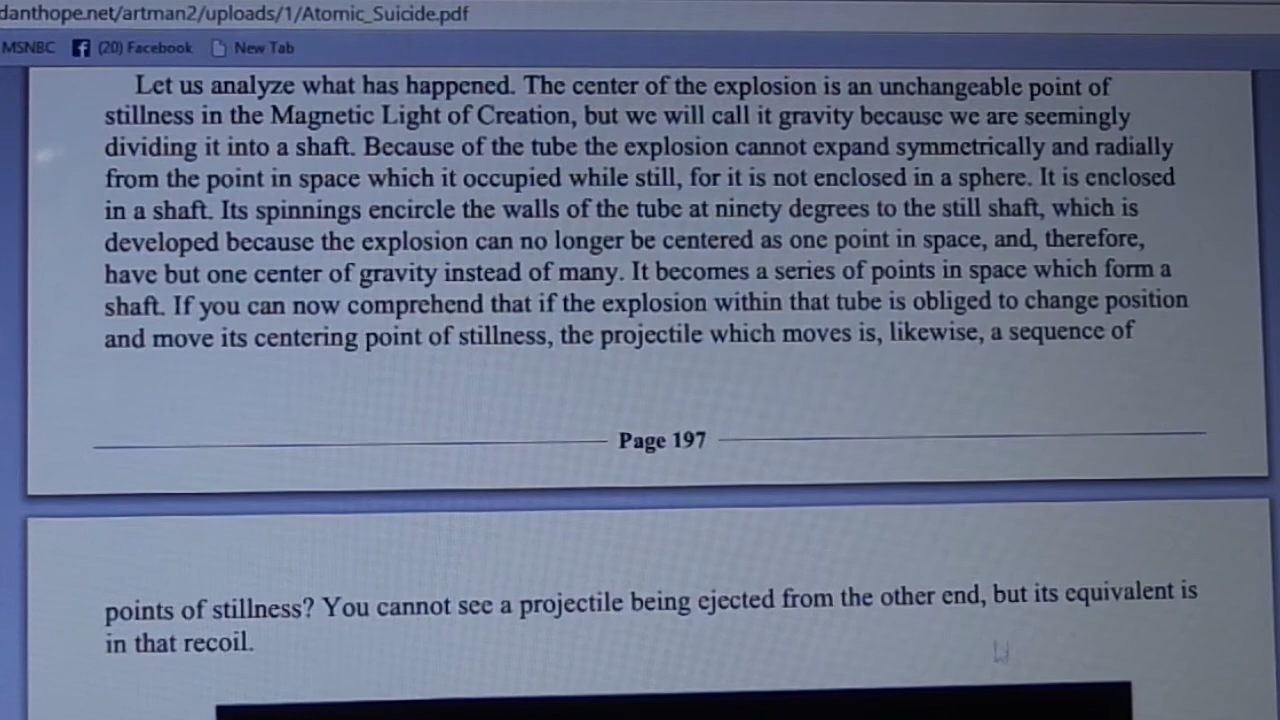 danthope.net/artman2/uploads/1/Atomic_Suicide.pdf
MSNBC (20) Facebook New Tab
Let us analyze what has happened. The center of the explosion is an unchangeable point of
stillness in the Magnetic Light of Creation, but we will call it gravity because we are seemingly
dividing it into a shaft. Because of the tube the explosion cannot expand symmetrically and radially
from the point in space which it occupied while still, for it is not enclosed in a sphere. It is enclosed
in a shaft. Its spinnings encircle the walls of the tube at ninety degrees to the still shaft, which is
developed because the explosion can no longer be centered as one point in space, and, therefore,
have but one center of gravity instead of many. It becomes a series of points in space which form a
shaft. If you can now comprehend that if the explosion within that tube is obliged to change position
and move its centering point of stillness, the projectile which moves is, likewise, a sequence of
Page 197
points of stillness? You cannot see a projectile being ejected from the other end, but its equivalent is
in that recoil.